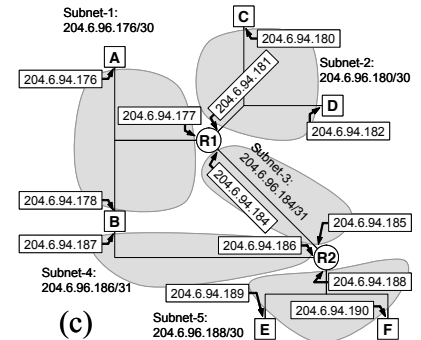 Subnet-1:
204.6.96.176/30
C
204.6.94.180
A
204.6.94.176
204.6.94.181
Subnet-2:
204.6.96.180/30
204.6.94.177
D
204.6.94.182
R1
Subnet-3:
204.6.96.184/31
204.6.94.184
204.6.94.178
B
204.6.94.187
204.6.94.186
204.6.94.185
R2
Subnet-4:
204.6.96.186/31
204.6.94.188
204.6.94.189
204.6.94.190
(c)
Subnet-5:
204.6.96.188/30
E
F